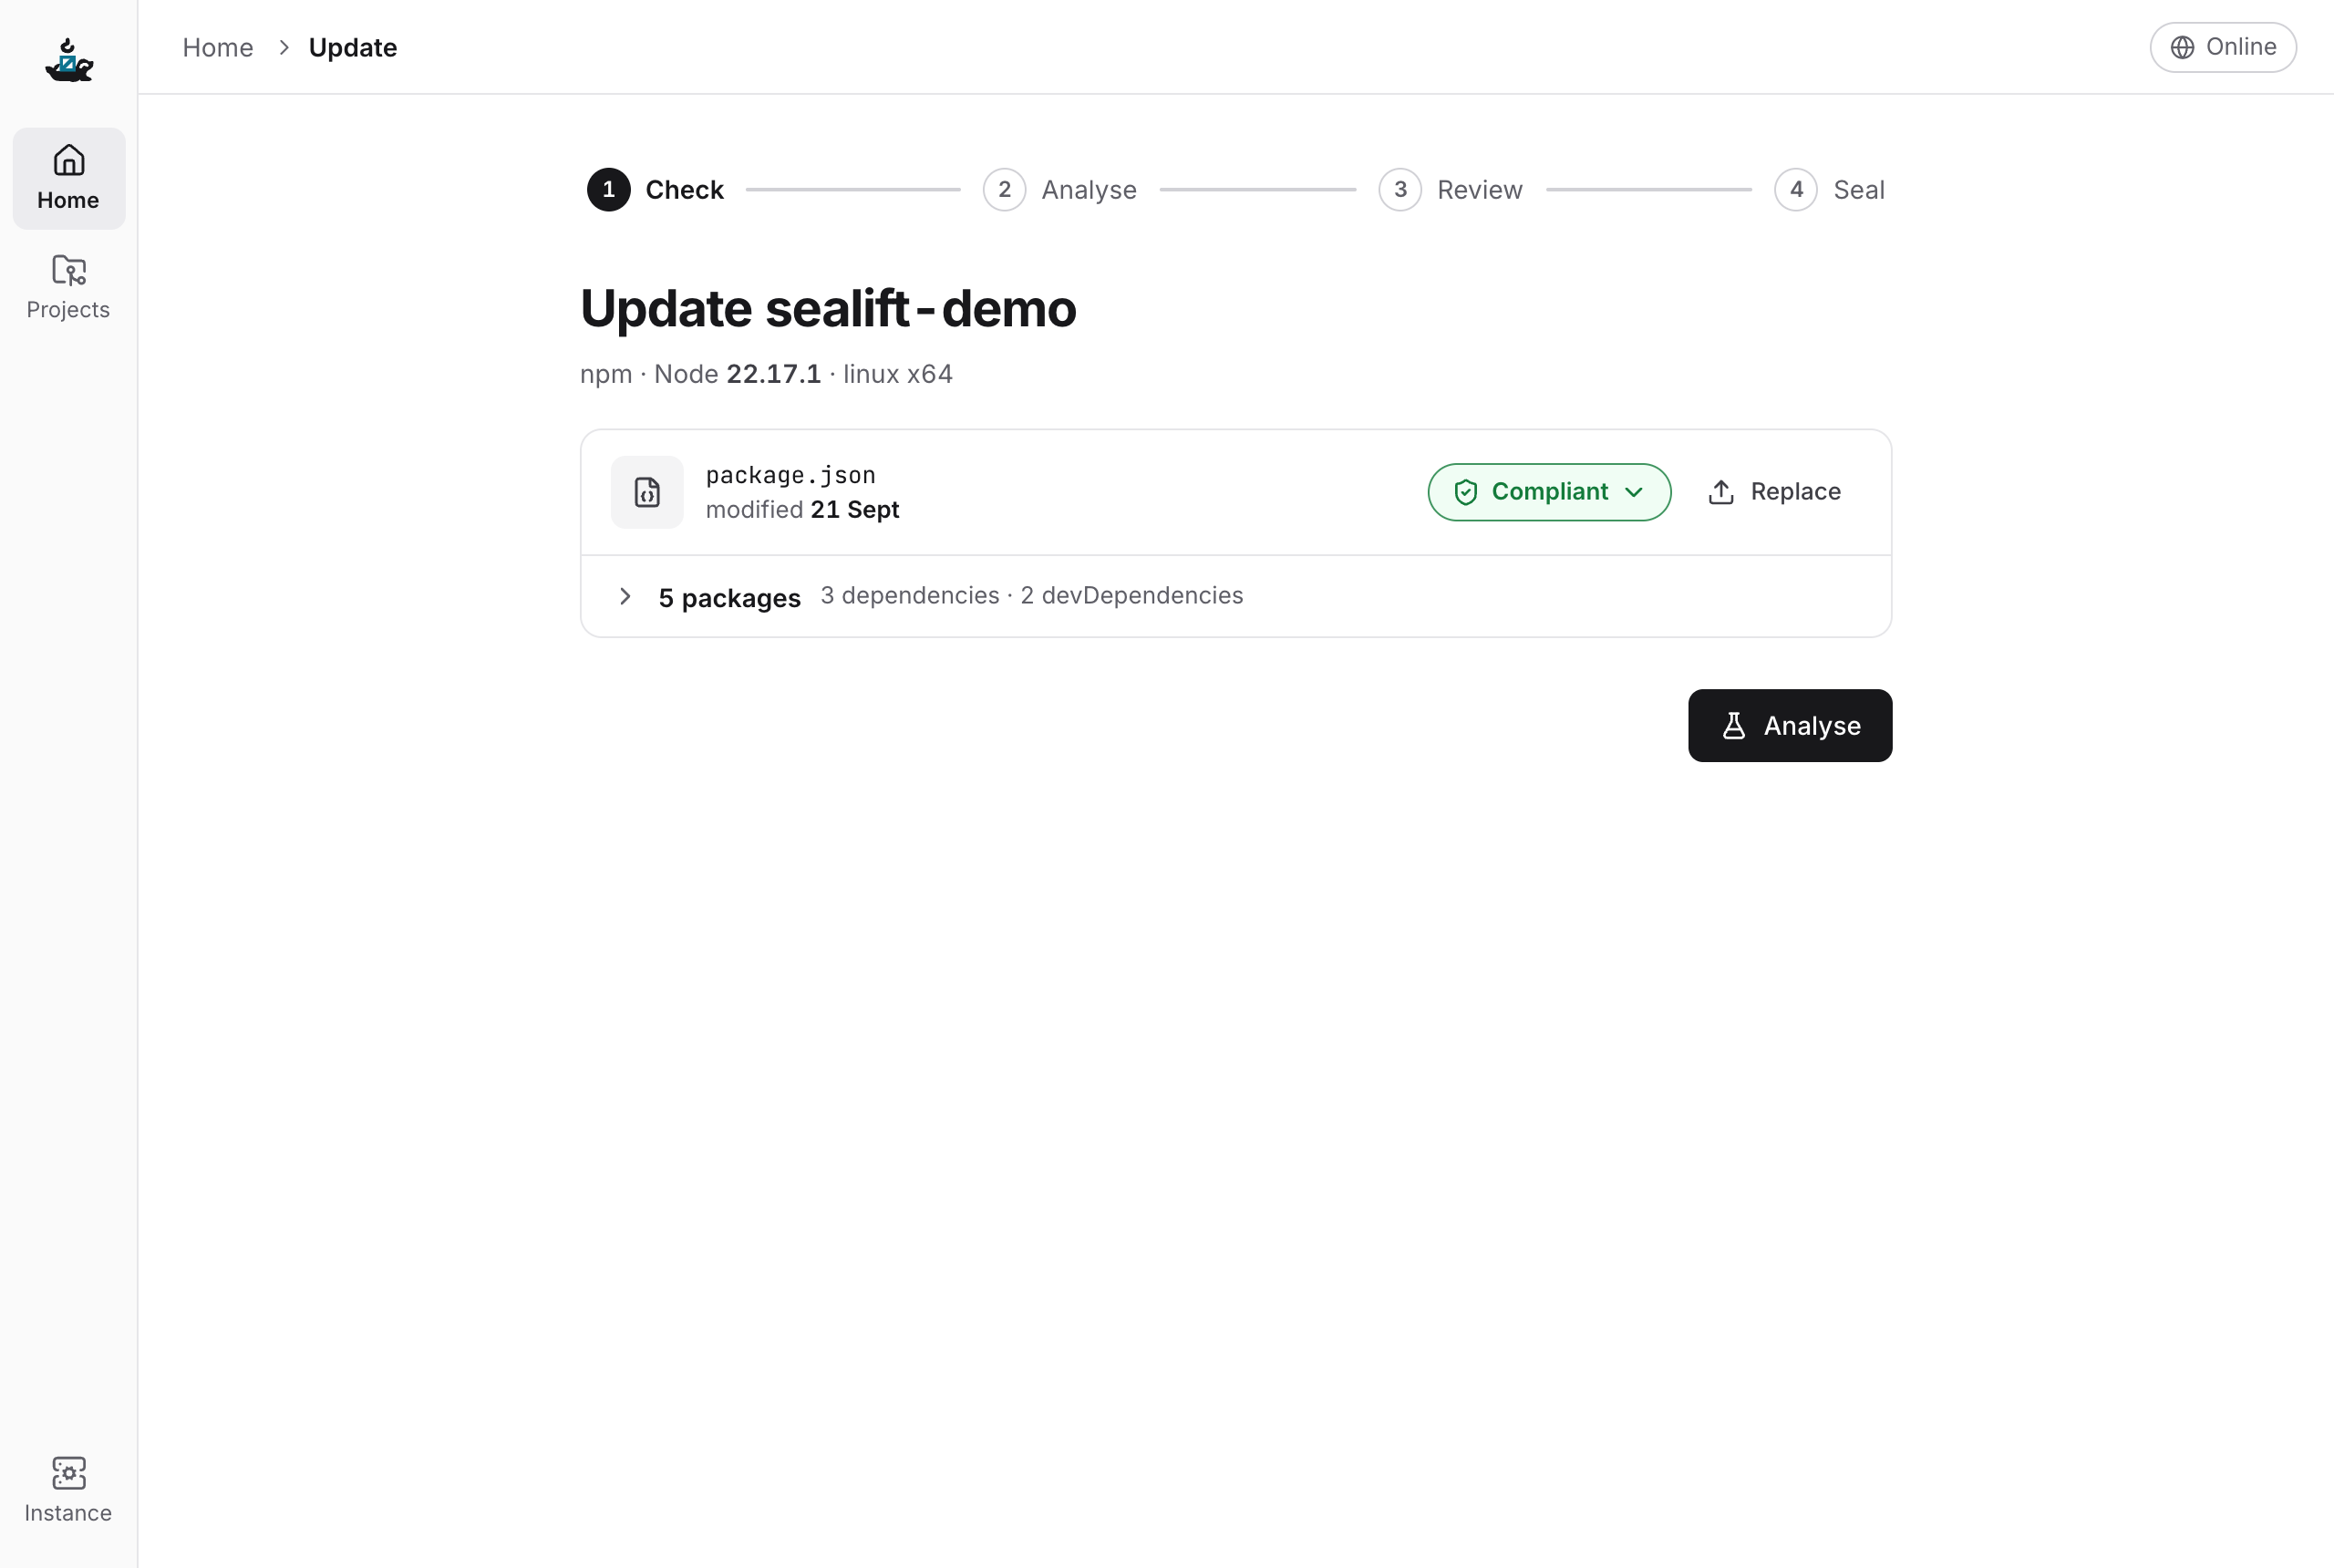 Home > Update
Online
Home
Projects
Instance
1 Check
2 Analyse
3 Review
4 Seal
Update sealift-demo
npm · Node 22.17.1 · linux x64
package.json
modified 21 Sept
Compliant
Replace
5 packages 3 dependencies · 2 devDependencies
Analyse